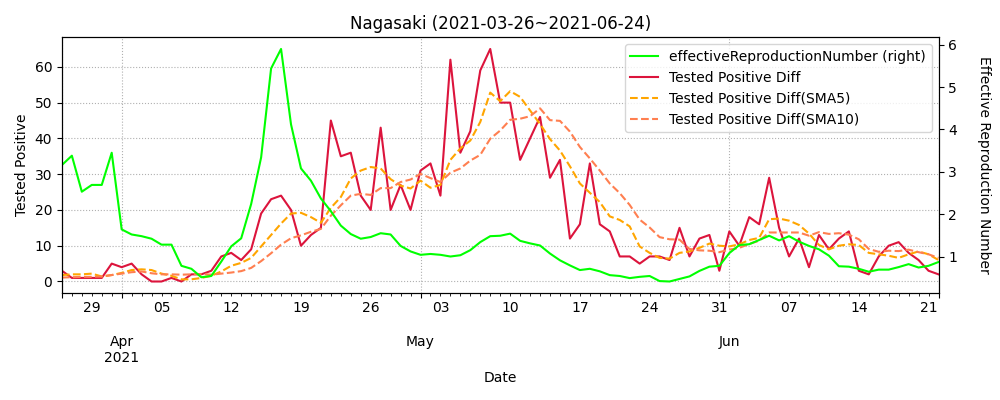 Nagasaki (2021-03-26~2021-06-24)
effectiveReproductionNumber (right)
Tested Positive Diff
Tested Positive Diff(SMA5)
Tested Positive Diff(SMA10)
Tested Positive
60
50
40
30
20
10
0
6
5
4
3
2
1
Effective Reproduction Number
29 05 12 19 26 03 10 17 24 31 07 14 21
Apr May Jun
2021
Date